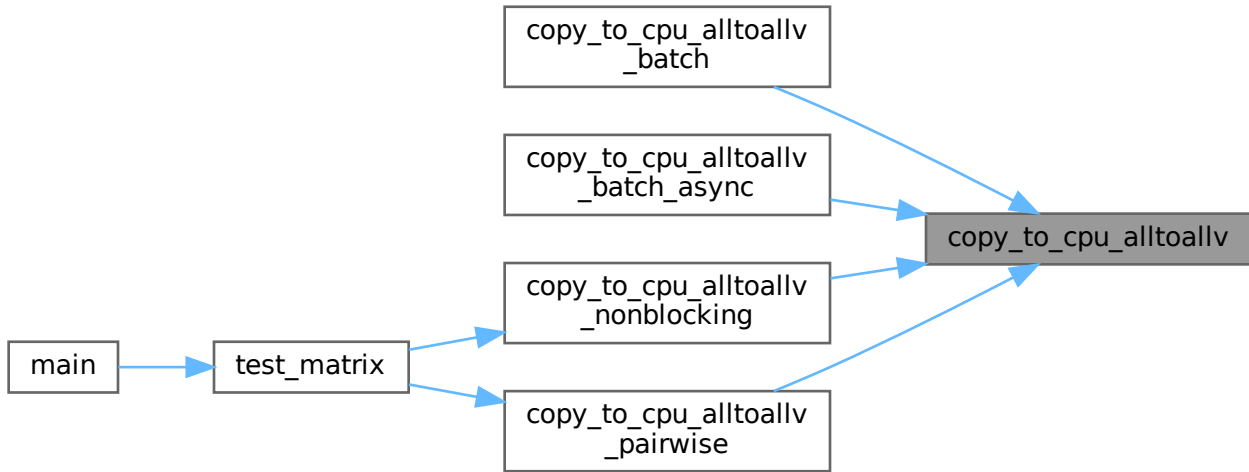 copy_to_cpu_alltoallv
_batch
copy_to_cpu_alltoallv
_batch_async
copy_to_cpu_alltoallv
copy_to_cpu_alltoallv
_nonblocking
main
test_matrix
copy_to_cpu_alltoallv
_pairwise